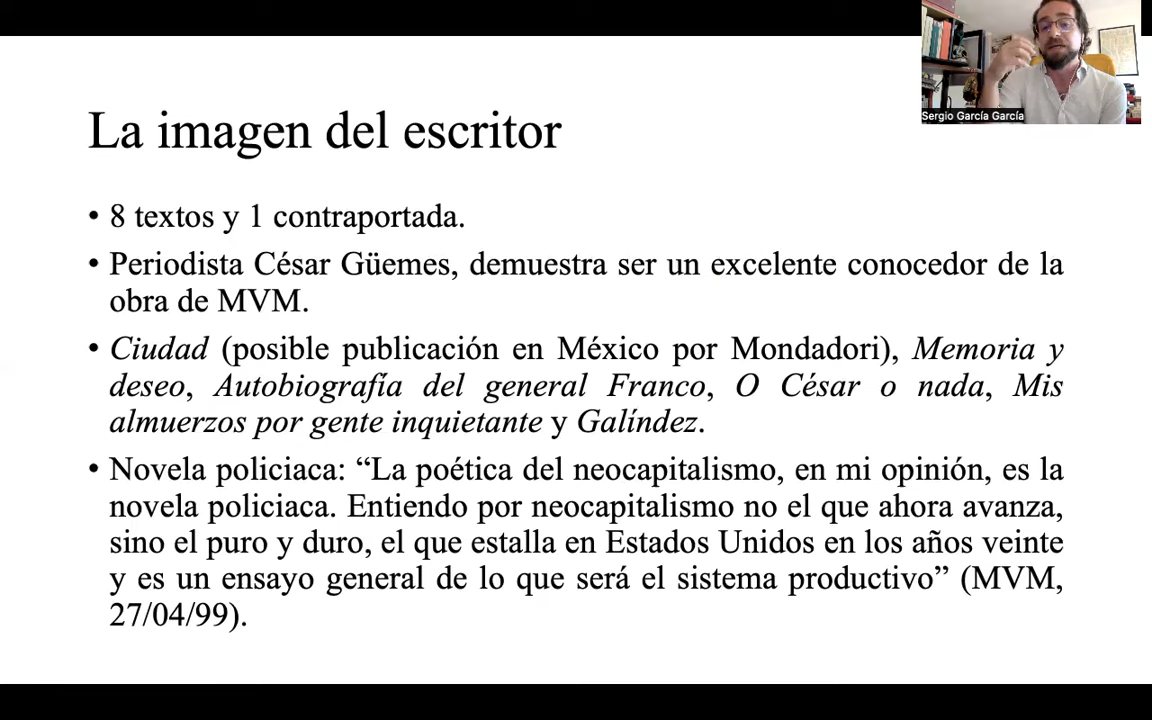 Sergio García García
La imagen del escritor
• 8 textos y 1 contraportada.
• Periodista César Güemes, demuestra ser un excelente conocedor de la
obra de MVM.
• Ciudad (posible publicación en México por Mondadori), Memoria y
deseo, Autobiografía del general Franco, O César o nada, Mis
almuerzos por gente inquietante y Galíndez.
• Novela policiaca: “La poética del neocapitalismo, en mi opinión, es la
novela policiaca. Entiendo por neocapitalismo no el que ahora avanza,
sino el puro y duro, el que estalla en Estados Unidos en los años veinte
y es un ensayo general de lo que será el sistema productivo” (MVM,
27/04/99).